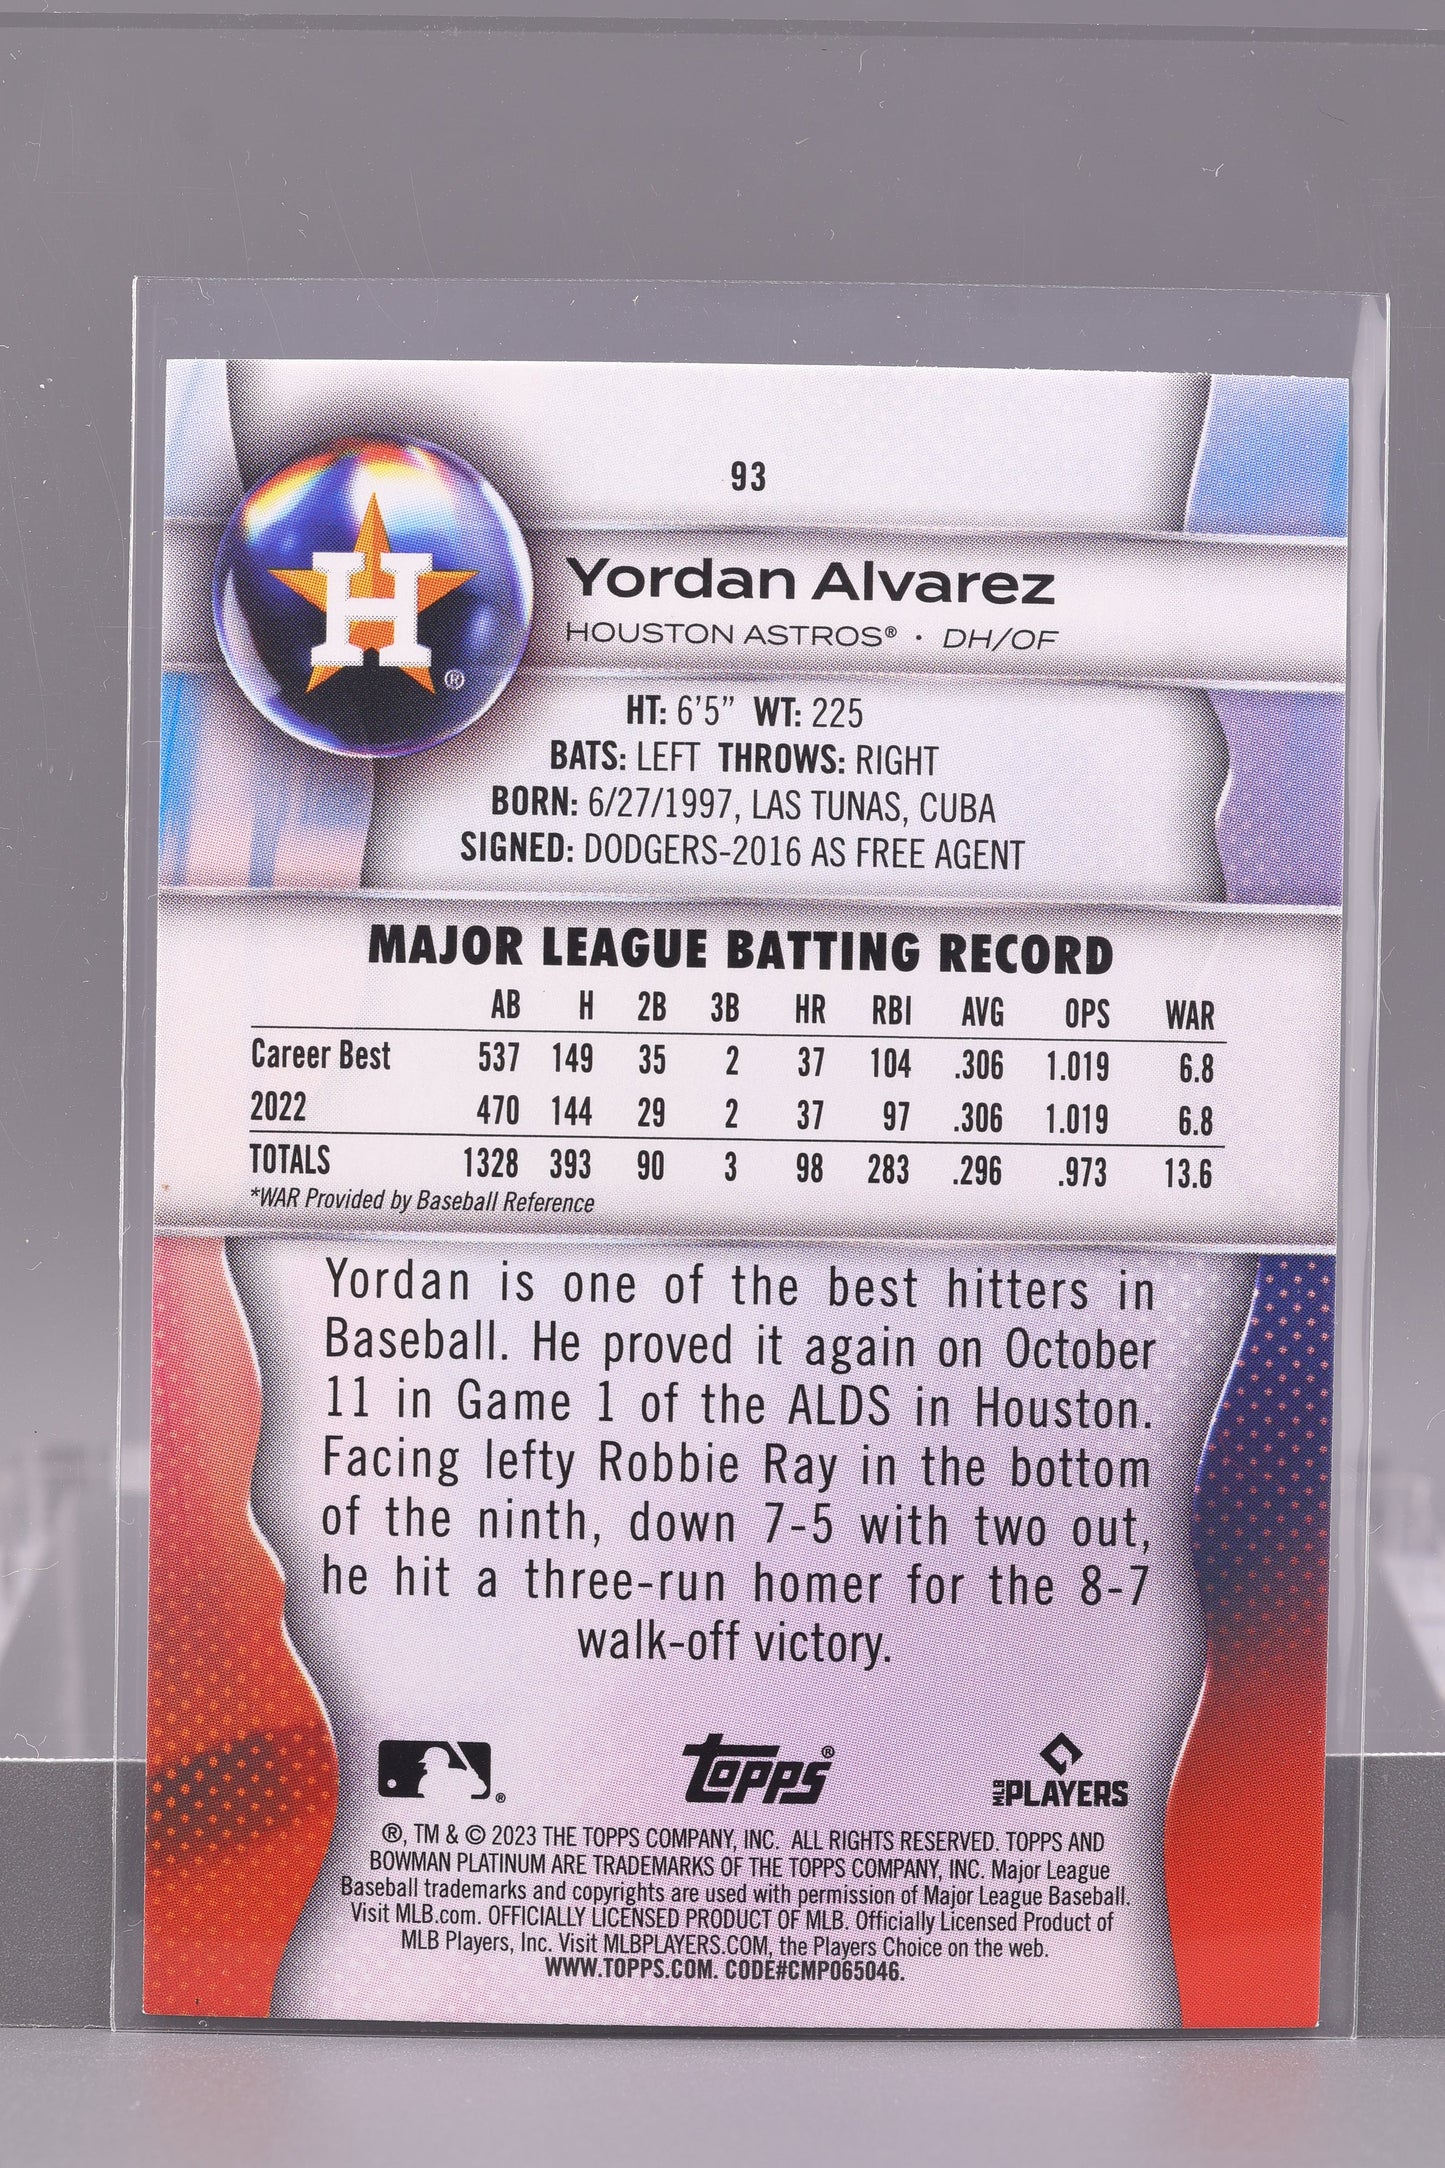 93
Yordan Alvarez
HOUSTON ASTROS® • DH/OF
H
®
HT: 6'5" WT: 225
BATS: LEFT THROWS: RIGHT
BORN: 6/27/1997, LAS TUNAS, CUBA
SIGNED: DODGERS-2016 AS FREE AGENT
MAJOR LEAGUE BATTING RECORD
AB H 2B 3B HR RBI AVG OPS WAR
Career Best 537 149 35 2 37 104 .306 1.019 6.8
2022 470 144 29 2 37 97 .306 1.019 6.8
TOTALS 1328 393 90 3 98 283 .296 .973 13.6
*WAR Provided by Baseball Reference
Yordan is one of the best hitters in
Baseball. He proved it again on October
11 in Game 1 of the ALDS in Houston.
Facing lefty Robbie Ray in the bottom
of the ninth, down 7-5 with two out,
he hit a three-run homer for the 8-7
walk-off victory.
® topps® MLB PLAYERS
®, TM & © 2023 THE TOPPS COMPANY, INC. ALL RIGHTS RESERVED. TOPPS AND
BOWMAN PLATINUM ARE TRADEMARKS OF THE TOPPS COMPANY, INC. Major League
Baseball trademarks and copyrights are used with permission of Major League Baseball.
Visit MLB.com. OFFICIALLY LICENSED PRODUCT OF MLB. Officially Licensed Product of
MLB Players, Inc. Visit MLBPLAYERS.COM, the Players Choice on the web.
WWW.TOPPS.COM. CODE#CMP065046.